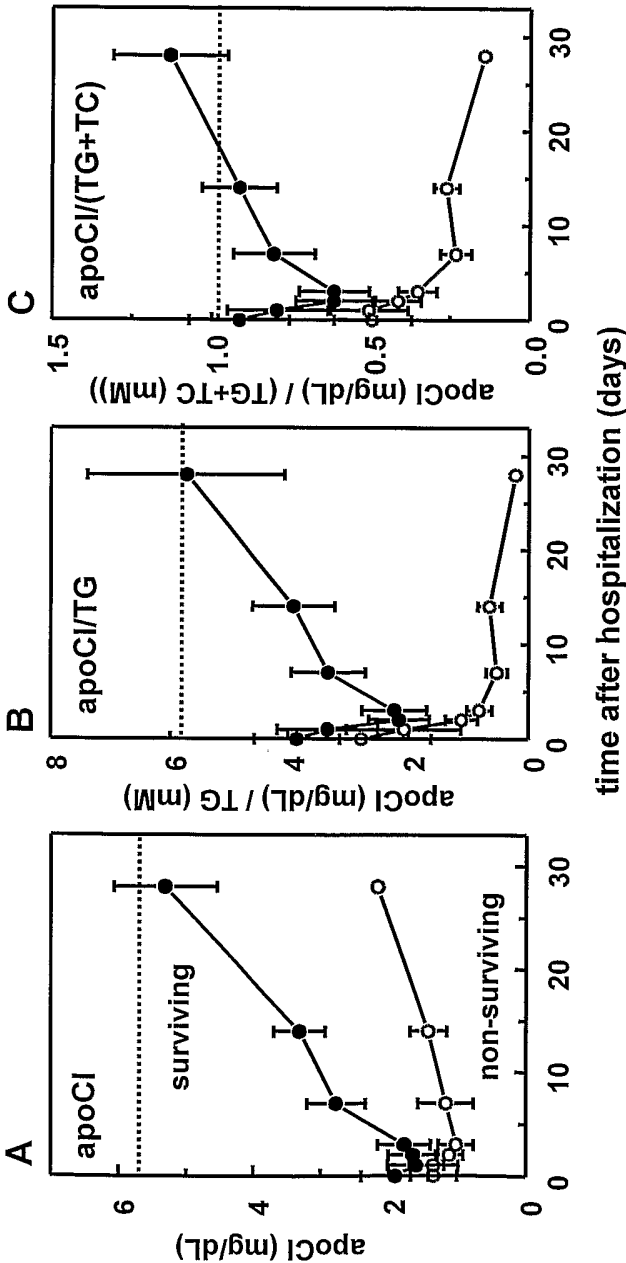 A
apoCI
surviving
non-surviving
apoCI (mg/dL)
6
4
2
0
0
10
20
30
B
apoCI/TG
apoCI (mg/dL) / TG (mM)
8
6
4
2
0
0
10
20
30
C
apoCI/(TG+TC)
apoCI (mg/dL) / (TG+TC (mM))
1.5
1.0
0.5
0.0
0
10
20
30
time after hospitalization (days)